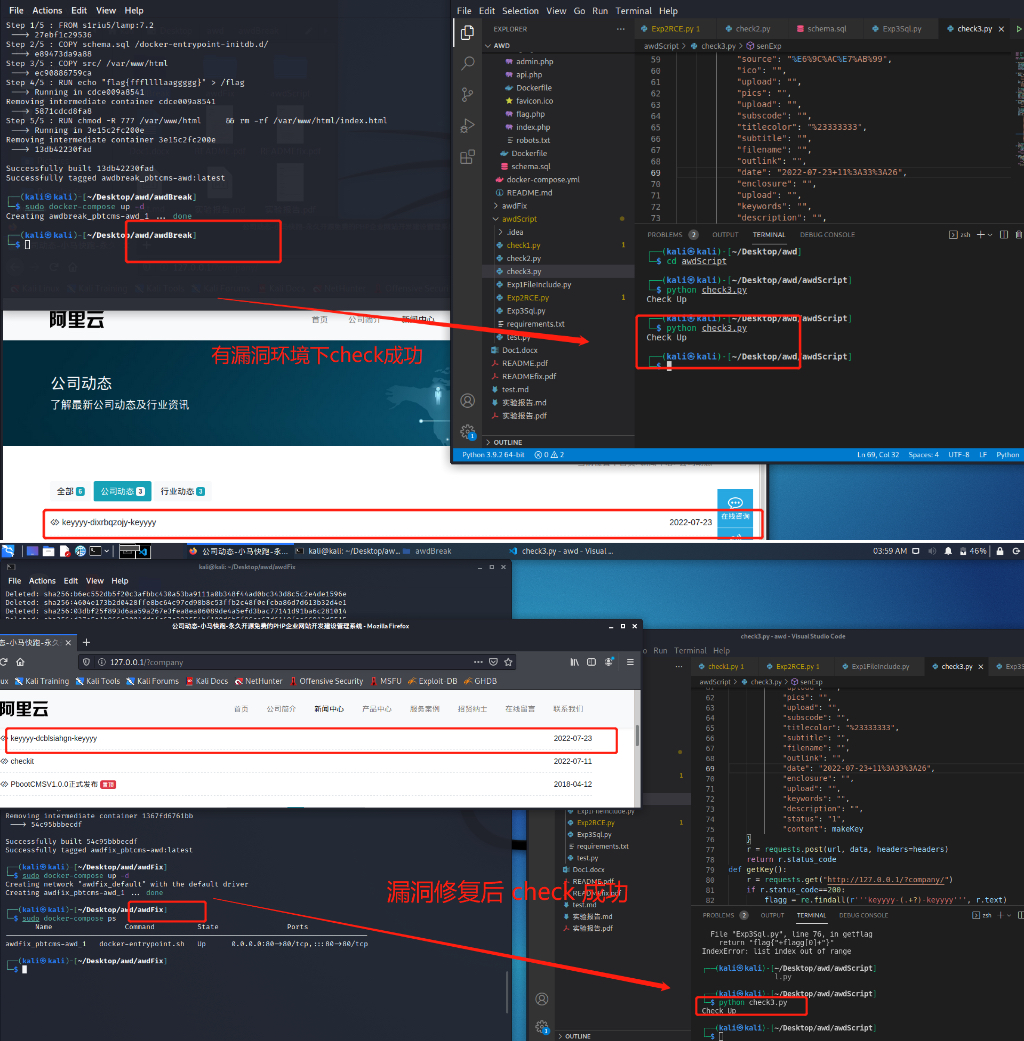 File Actions Edit View Help
Step 1/5 : FROM s1riu5/lamp:7.2
---> 27ebf1c29536
Step 2/5 : COPY schema.sql /docker-entrypoint-initdb.d/
---> e89473da9a88
Step 3/5 : COPY src/ /var/www/html
---> ec90886759ca
Step 4/5 : RUN echo "flag{fffllllaaggggg}" > /flag
---> Running in cdce009a8541
Removing intermediate container cdce009a8541
---> 5871cdcd8fa8
Step 5/5 : RUN chmod -R 777 /var/www/html && rm -rf /var/www/html/index.html
---> Running in 3e15c2fc200e
Removing intermediate container 3e15c2fc200e
---> 13db42230fad
Successfully built 13db42230fad
Successfully tagged awdbreak_pbtcms-awd:latest
(kali㉿kali)-[~/Desktop/awd/awdBreak]
$ sudo docker-compose up -d
Creating awdbreak_pbtcms-awd_1 ... done
(kali㉿kali)-[~/Desktop/awd/awdBreak]
$
File Edit Selection View Go Run Terminal Help
EXPLORER
AWD
admin.php
api.php
Dockerfile
favicon.ico
flag.php
index.php
robots.txt
Dockerfile
schema.sql
docker-compose.yml
README.md
awdFix
awdScript
.idea
check1.py 1
check2.py
check3.py
Exp1FileInclude.py
Exp2RCE.py 1
Exp3Sql.py
requirements.txt
test.py
Doc1.docx
README.pdf
READMEfix.pdf
test.md
实验报告.md
实验报告.pdf
OUTLINE
Exp2RCE.py 1 check2.py schema.sql Exp3Sql.py check3.py
awdScript > check3.py > senExp
59 "source": "%E6%9C%AC%E7%AB%99",
60 "ico": "",
61 "upload": "",
62 "pics": "",
63 "upload": "",
64 "subscode": "",
65 "titlecolor": "%23333333",
66 "subtitle": "",
67 "filename": "",
68 "outlink": "",
69 "date": "2022-07-23+11%3A33%3A26",
70 "enclosure": "",
71 "upload": "",
72 "keywords": "",
73 "description": "",
PROBLEMS 2 OUTPUT TERMINAL DEBUG CONSOLE zsh
(kali㉿kali)-[~/Desktop/awd]
$ cd awdScript
(kali㉿kali)-[~/Desktop/awd/awdScript]
$ python check3.py
Check Up
(kali㉿kali)-[~/Desktop/awd/awdScript]
$ python check3.py
Check Up
(kali㉿kali)-[~/Desktop/awd/awdScript]
$
Python 3.9.2 64-bit 0 2 Ln 69, Col 32 Spaces: 4 UTF-8 LF Python
阿里云 首页 公司简介 新闻中心
有漏洞环境下check成功
公司动态
了解最新公司动态及行业资讯
全部 5 公司动态 3 行业动态 3
在线咨询
keyyyy-dixrbqzojy-keyyyy 2022-07-23
公司动态-小马快跑-永... kali@kali: ~/Desktop/aw... awdBreak check3.py - awd - Visual ... 03:59 AM 46%
kali@kali: ~/Desktop/awd/awdFix
File Actions Edit View Help
公司动态-小马快跑-永久开源免费的PHP企业网站开发建设管理系统 - Mozilla Firefox
态-小马快跑-永久
127.0.0.1/?company
Kali Training Kali Tools Kali Forums Kali Docs NetHunter Offensive Security MSFU Exploit-DB GHDB
阿里云 首页 公司简介 新闻中心 产品中心 服务案例 招贤纳士 在线留言 联系我们
keyyyy-dcblsiahgn-keyyyy 2022-07-23
checkit 2022-07-11
PbootCMSV1.0.0正式发布 置顶 2018-04-12
Removing intermediate container 1367fd6761bb
---> 54c95bbbecdf
Successfully built 54c95bbbecdf
Successfully tagged awdfix_pbtcms-awd:latest
(kali㉿kali)-[~/Desktop/awd/awdFix]
$ sudo docker-compose up -d
Creating network "awdfix_default" with the default driver
Creating awdfix_pbtcms-awd_1 ... done
(kali㉿kali)-[~/Desktop/awd/awdFix]
$ sudo docker-compose ps
Name Command State Ports
awdfix_pbtcms-awd_1 docker-entrypoint.sh Up 0.0.0.0:80->80/tcp,:::80->80/tcp
(kali㉿kali)-[~/Desktop/awd/awdFix]
$
漏洞修复后 check 成功
check3.py - awd - Visual Studio Code
Run Terminal Help
check1.py 1 Exp2RCE.py 1 Exp1FileInclude.py check3.py Exp3S
awdScript > check3.py > senExp
62 "pics": "",
63 "upload": "",
64 "subscode": "",
65 "titlecolor": "%23333333",
66 "subtitle": "",
67 "filename": "",
68 "outlink": "",
69 "date": "2022-07-23+11%3A33%3A26",
70 "enclosure": "",
71 "upload": "",
72 "keywords": "",
73 "description": "",
74 "status": "1",
75 "content": makeKey
76 }
77 r = requests.post(url, data, headers=headers)
78 return r.status_code
79 def getKey():
80 r = requests.get("http://127.0.0.1/?company/")
81 if r.status_code==200:
82 flagg = re.findall(r'''keyyyy-(.+?)-keyyyy''', r.text)
Exp1FileInclude.py
Exp2RCE.py 1
Exp3Sql.py
requirements.txt
test.py
Doc1.docx
README.pdf
READMEfix.pdf
test.md
实验报告.md
实验报告.pdf
OUTLINE
PROBLEMS 2 OUTPUT TERMINAL DEBUG CONSOLE zsh
File "Exp3Sql.py", line 76, in getflag
return "flag{"+flagg[0]+"}"
IndexError: list index out of range
(kali㉿kali)-[~/Desktop/awd/awdScript]
l.py
(kali㉿kali)-[~/Desktop/awd/awdScript]
$ python check3.py
Check Up
(kali㉿kali)-[~/Desktop/awd/awdScript]
$